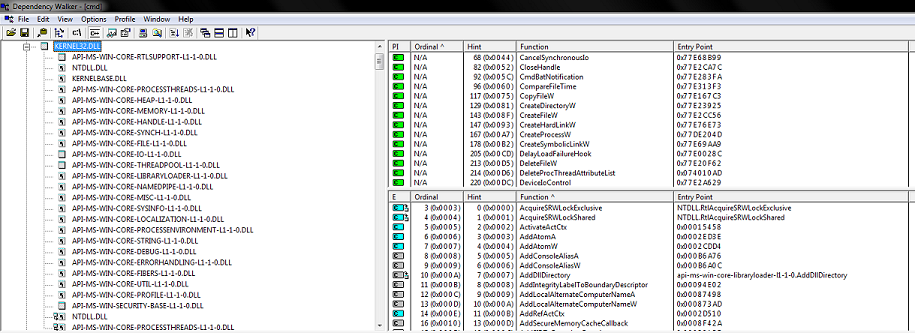 Dependency Walker - [cmd]
File Edit View Options Profile Window Help
KERNEL32.DLL
API-MS-WIN-CORE-RTLSUPPORT-L1-1-0.DLL
NTDLL.DLL
KERNELBASE.DLL
API-MS-WIN-CORE-PROCESSTHREADS-L1-1-0.DLL
API-MS-WIN-CORE-HEAP-L1-1-0.DLL
API-MS-WIN-CORE-MEMORY-L1-1-0.DLL
API-MS-WIN-CORE-HANDLE-L1-1-0.DLL
API-MS-WIN-CORE-SYNCH-L1-1-0.DLL
API-MS-WIN-CORE-FILE-L1-1-0.DLL
API-MS-WIN-CORE-IO-L1-1-0.DLL
API-MS-WIN-CORE-THREADPOOL-L1-1-0.DLL
API-MS-WIN-CORE-LIBRARYLOADER-L1-1-0.DLL
API-MS-WIN-CORE-NAMEDPIPE-L1-1-0.DLL
API-MS-WIN-CORE-MISC-L1-1-0.DLL
API-MS-WIN-CORE-SYSINFO-L1-1-0.DLL
API-MS-WIN-CORE-LOCALIZATION-L1-1-0.DLL
API-MS-WIN-CORE-PROCESSENVIRONMENT-L1-1-0.DLL
API-MS-WIN-CORE-STRING-L1-1-0.DLL
API-MS-WIN-CORE-DEBUG-L1-1-0.DLL
API-MS-WIN-CORE-ERRORHANDLING-L1-1-0.DLL
API-MS-WIN-CORE-FIBERS-L1-1-0.DLL
API-MS-WIN-CORE-UTIL-L1-1-0.DLL
API-MS-WIN-CORE-PROFILE-L1-1-0.DLL
API-MS-WIN-SECURITY-BASE-L1-1-0.DLL
NTDLL.DLL
API-MS-WIN-CORE-PROCESSTHREADS-L1-1-0.DLL
PI Ordinal ^ Hint Function Entry Point
N/A 68 (0x0044) CancelSynchronousIo 0x77E68B99
N/A 82 (0x0052) CloseHandle 0x77E2CA7C
N/A 92 (0x005C) CmdBatNotification 0x77E283FA
N/A 96 (0x0060) CompareFileTime 0x77E313F3
N/A 117 (0x0075) CopyFileW 0x77E167C3
N/A 129 (0x0081) CreateDirectoryW 0x77E23925
N/A 143 (0x008F) CreateFileW 0x77E2CC56
N/A 147 (0x0093) CreateHardLinkW 0x77E76E73
N/A 167 (0x00A7) CreateProcessW 0x77DE204D
N/A 178 (0x00B2) CreateSymbolicLinkW 0x77E69AA9
N/A 205 (0x00CD) DelayLoadFailureHook 0x77E0028C
N/A 213 (0x00D5) DeleteFileW 0x77E20F62
N/A 214 (0x00D6) DeleteProcThreadAttributeList 0x74010AAD
N/A 220 (0x00DC) DeviceIoControl 0x77E2A629
E Ordinal Hint Function ^ Entry Point
3 (0x0003) 0 (0x0000) AcquireSRWLockExclusive NTDLL.RtlAcquireSRWLockExclusive
4 (0x0004) 1 (0x0001) AcquireSRWLockShared NTDLL.RtlAcquireSRWLockShared
5 (0x0005) 2 (0x0002) ActivateActCtx 0x00015458
6 (0x0006) 3 (0x0003) AddAtomA 0x0002ED3E
7 (0x0007) 4 (0x0004) AddAtomW 0x0002CDD4
8 (0x0008) 5 (0x0005) AddConsoleAliasA 0x000B6A76
9 (0x0009) 6 (0x0006) AddConsoleAliasW 0x000B6A0C
10 (0x000A) 7 (0x0007) AddDllDirectory api-ms-win-core-libraryloader-l1-1-0.AddDllDirectory
11 (0x000B) 8 (0x0008) AddIntegrityLabelToBoundaryDescriptor 0x00094E02
12 (0x000C) 9 (0x0009) AddLocalAlternateComputerNameA 0x00087498
13 (0x000D) 10 (0x000A) AddLocalAlternateComputerNameW 0x000873AD
14 (0x000E) 11 (0x000B) AddRefActCtx 0x0002D510
16 (0x0010) 13 (0x000D) AddSecureMemoryCacheCallback 0x0008F42A